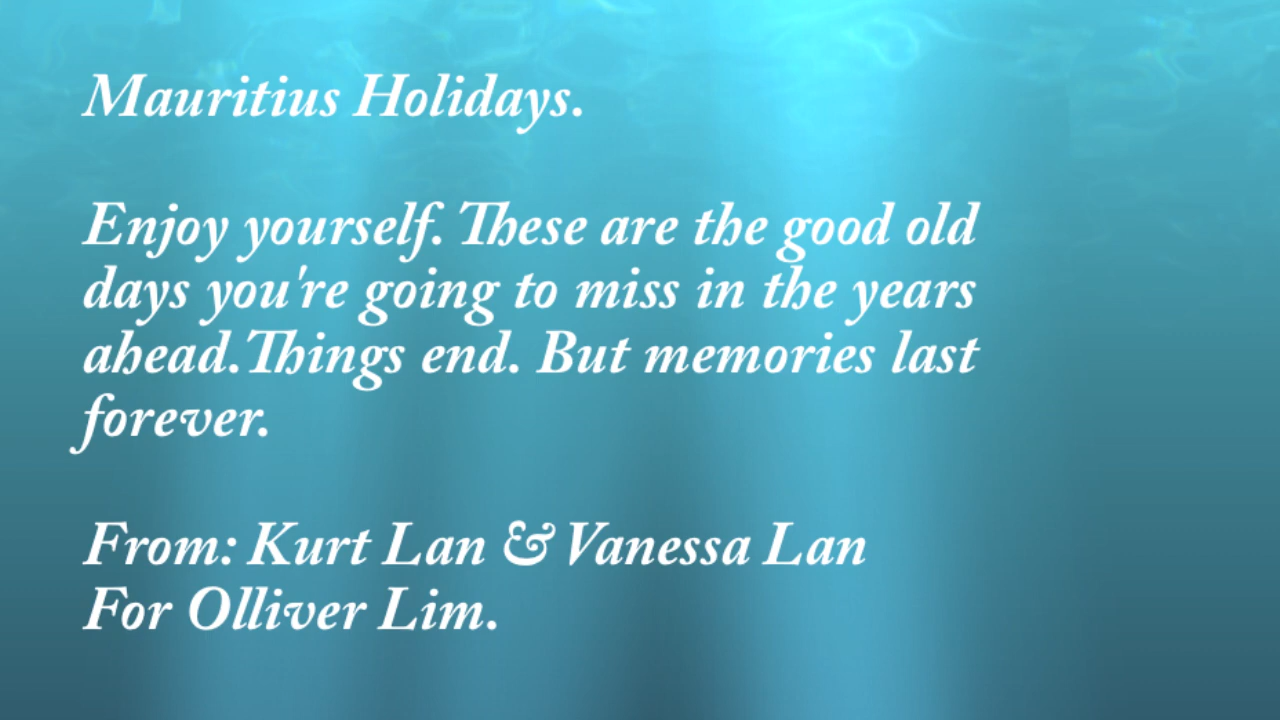 Mauritius Holidays.
Enjoy yourself. These are the good old
days you're going to miss in the years
ahead.Things end. But memories last
forever.
From: Kurt Lan & Vanessa Lan
For Olliver Lim.